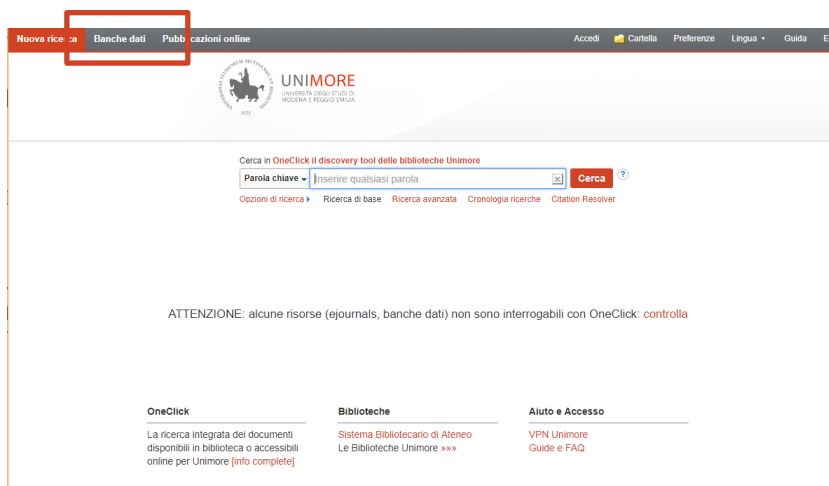 Nuova ricerca Banche dati Pubblicazioni online Accedi Cartella Preferenze Lingua Guida
UNIMORE
UNIVERSITÀ DEGLI STUDI DI
MODENA E REGGIO EMILIA
1175
Cerca in OneClick il discovery tool delle biblioteche Unimore
Parola chiave Inserire qualsiasi parola x Cerca ?
Opzioni di ricerca Ricerca di base Ricerca avanzata Cronologia ricerche Citation Resolver
ATTENZIONE: alcune risorse (ejournals, banche dati) non sono interrogabili con OneClick: controlla
OneClick Biblioteche Aiuto e Accesso
La ricerca integrata dei documenti Sistema Bibliotecario di Ateneo VPN Unimore
disponibili in biblioteca o accessibili Le Biblioteche Unimore »»» Guide e FAQ
online per Unimore [info complete]